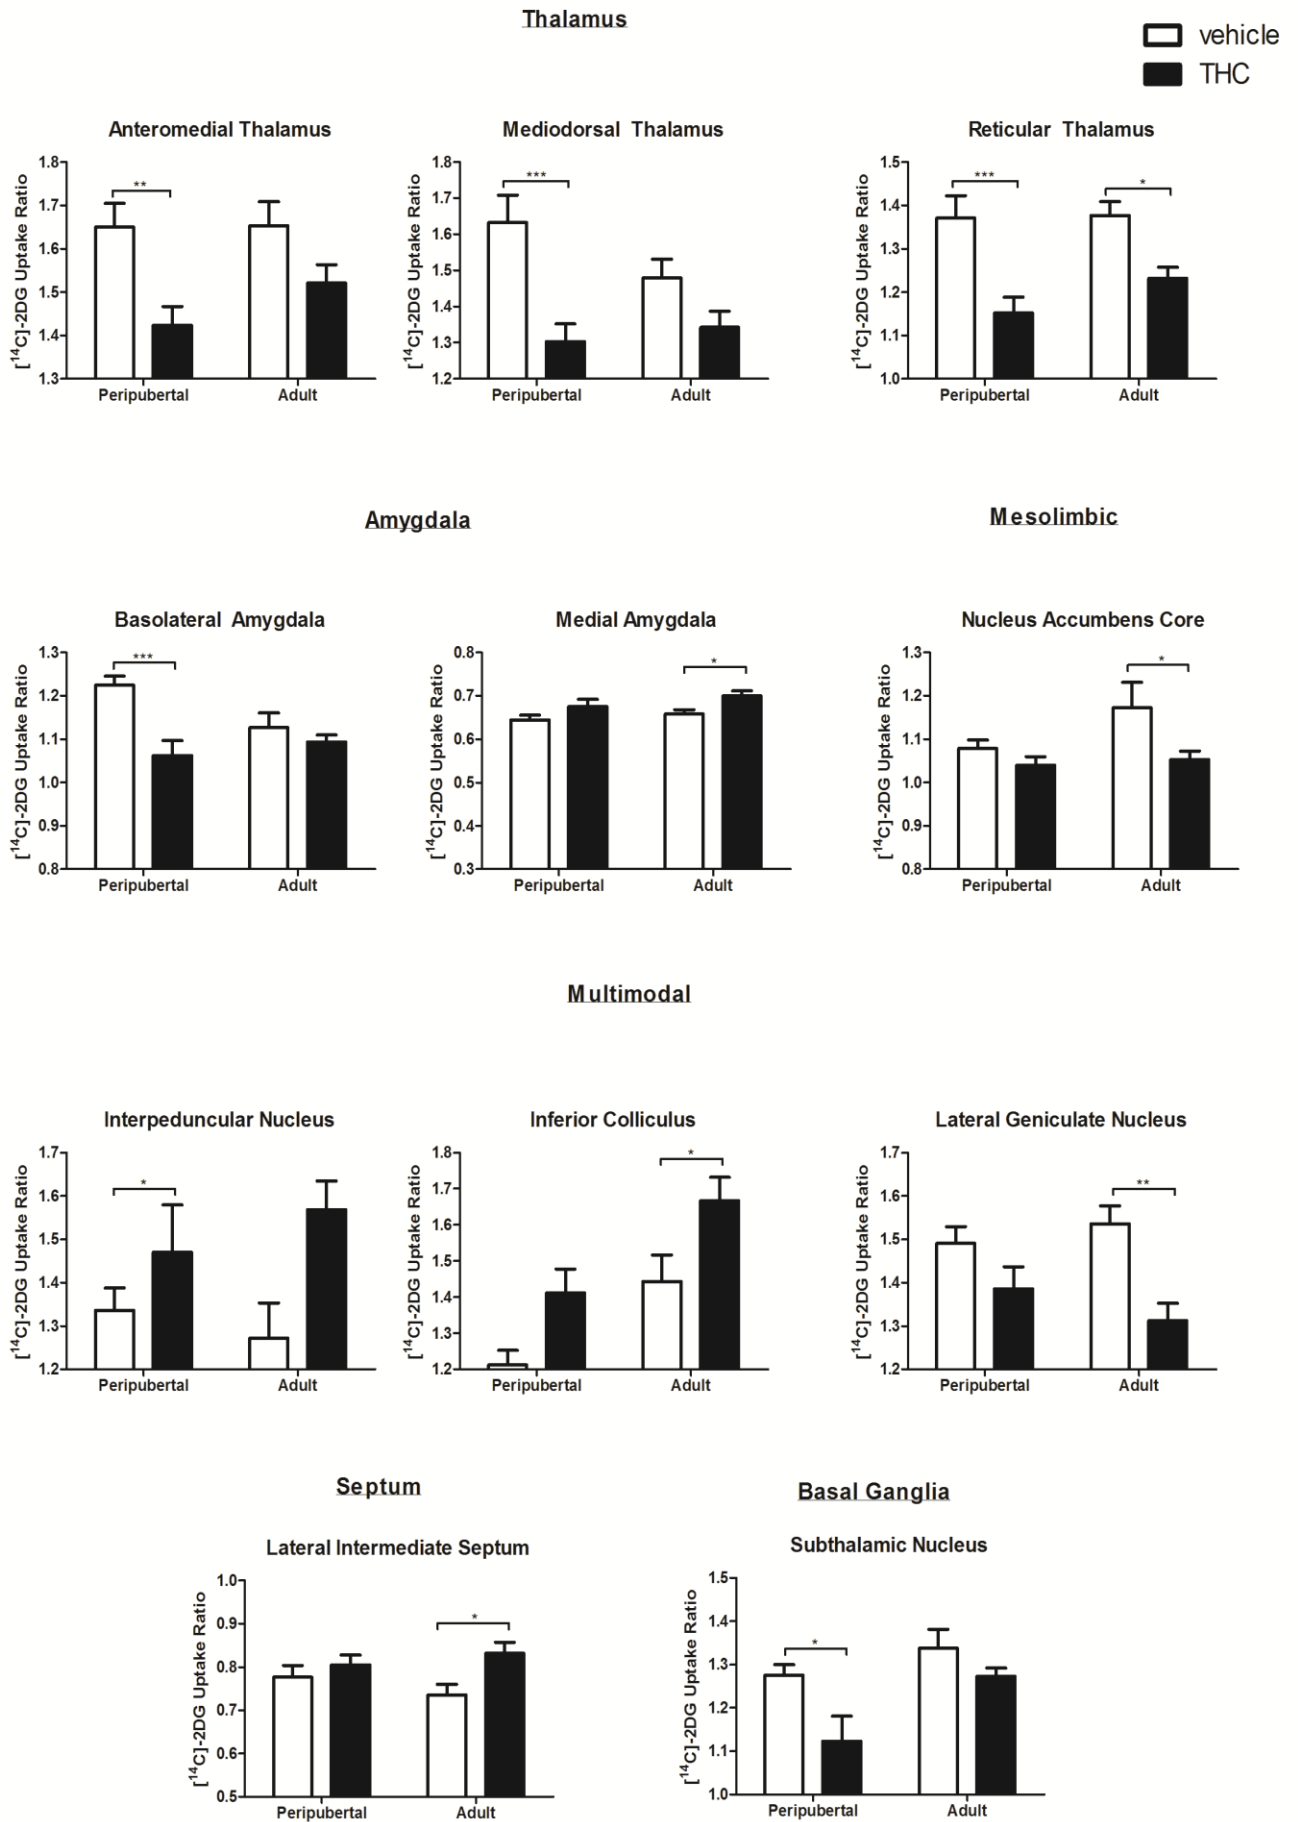 Thalamus
vehicle
THC
Anteromedial Thalamus
Mediodorsal Thalamus
Reticular Thalamus
[14C]-2DG Uptake Ratio
1.8
1.7
1.6
1.5
1.4
1.3
**
Peripubertal
Adult
[14C]-2DG Uptake Ratio
1.8
1.7
1.6
1.5
1.4
1.3
1.2
***
Peripubertal
Adult
[14C]-2DG Uptake Ratio
1.5
1.4
1.3
1.2
1.1
1.0
***
*
Peripubertal
Adult
Amygdala
Mesolimbic
Basolateral Amygdala
Medial Amygdala
Nucleus Accumbens Core
[14C]-2DG Uptake Ratio
1.3
1.2
1.1
1.0
0.9
0.8
***
Peripubertal
Adult
[14C]-2DG Uptake Ratio
0.8
0.7
0.6
0.5
0.4
0.3
*
Peripubertal
Adult
[14C]-2DG Uptake Ratio
1.3
1.2
1.1
1.0
0.9
0.8
*
Peripubertal
Adult
Multimodal
Interpeduncular Nucleus
Inferior Colliculus
Lateral Geniculate Nucleus
[14C]-2DG Uptake Ratio
1.7
1.6
1.5
1.4
1.3
1.2
*
Peripubertal
Adult
[14C]-2DG Uptake Ratio
1.8
1.7
1.6
1.5
1.4
1.3
1.2
*
Peripubertal
Adult
[14C]-2DG Uptake Ratio
1.7
1.6
1.5
1.4
1.3
1.2
**
Peripubertal
Adult
Septum
Basal Ganglia
Lateral Intermediate Septum
Subthalamic Nucleus
[14C]-2DG Uptake Ratio
1.0
0.9
0.8
0.7
0.6
0.5
*
Peripubertal
Adult
[14C]-2DG Uptake Ratio
1.5
1.4
1.3
1.2
1.1
1.0
*
Peripubertal
Adult